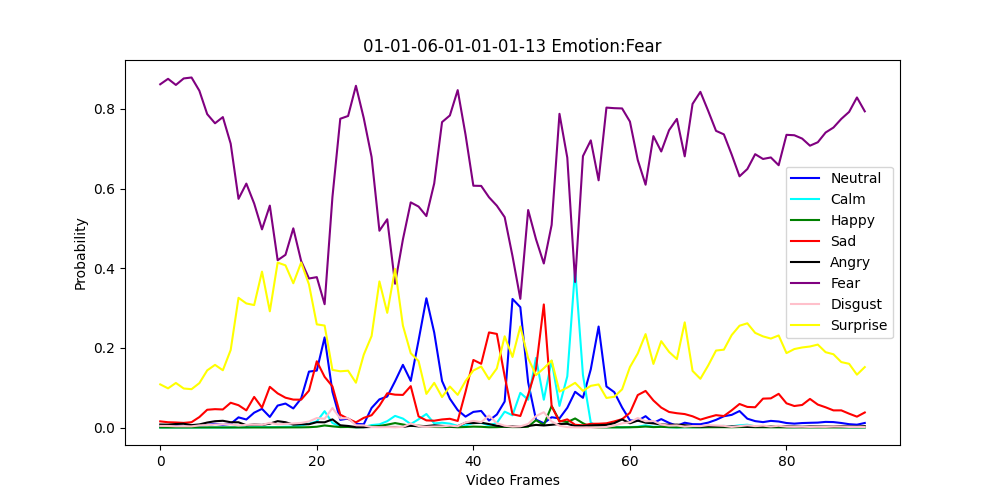 01-01-06-01-01-01-13 Emotion:Fear
Probability
0.8
0.6
0.4
0.2
0.0
0
20
40
60
80
Video Frames
Neutral
Calm
Happy
Sad
Angry
Fear
Disgust
Surprise